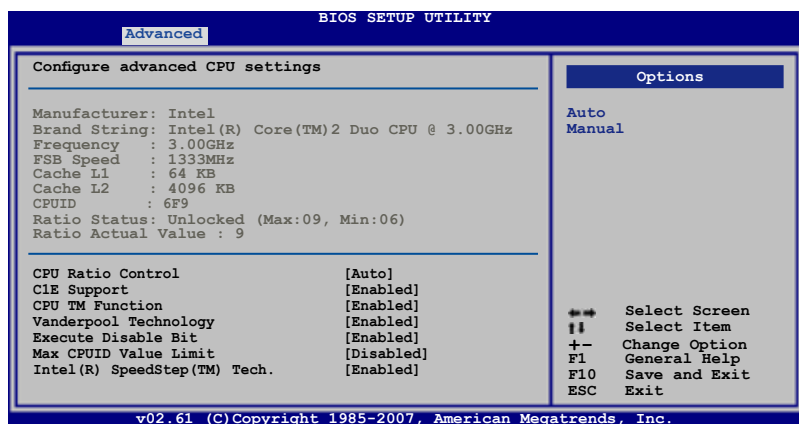 BIOS SETUP UTILITY
Advanced
Configure advanced CPU settings
Manufacturer: Intel
Brand String: Intel(R) Core(TM)2 Duo CPU @ 3.00GHz
Frequency : 3.00GHz
FSB Speed : 1333MHz
Cache L1 : 64 KB
Cache L2 : 4096 KB
CPUID : 6F9
Ratio Status: Unlocked (Max:09, Min:06)
Ratio Actual Value : 9
CPU Ratio Control [Auto]
C1E Support [Enabled]
CPU TM Function [Enabled]
Vanderpool Technology [Enabled]
Execute Disable Bit [Enabled]
Max CPUID Value Limit [Disabled]
Intel(R) SpeedStep(TM) Tech. [Enabled]
Options
Auto
Manual
←→ Select Screen
↑↓ Select Item
+- Change Option
F1 General Help
F10 Save and Exit
ESC Exit
v02.61 (C)Copyright 1985-2007, American Megatrends, Inc.